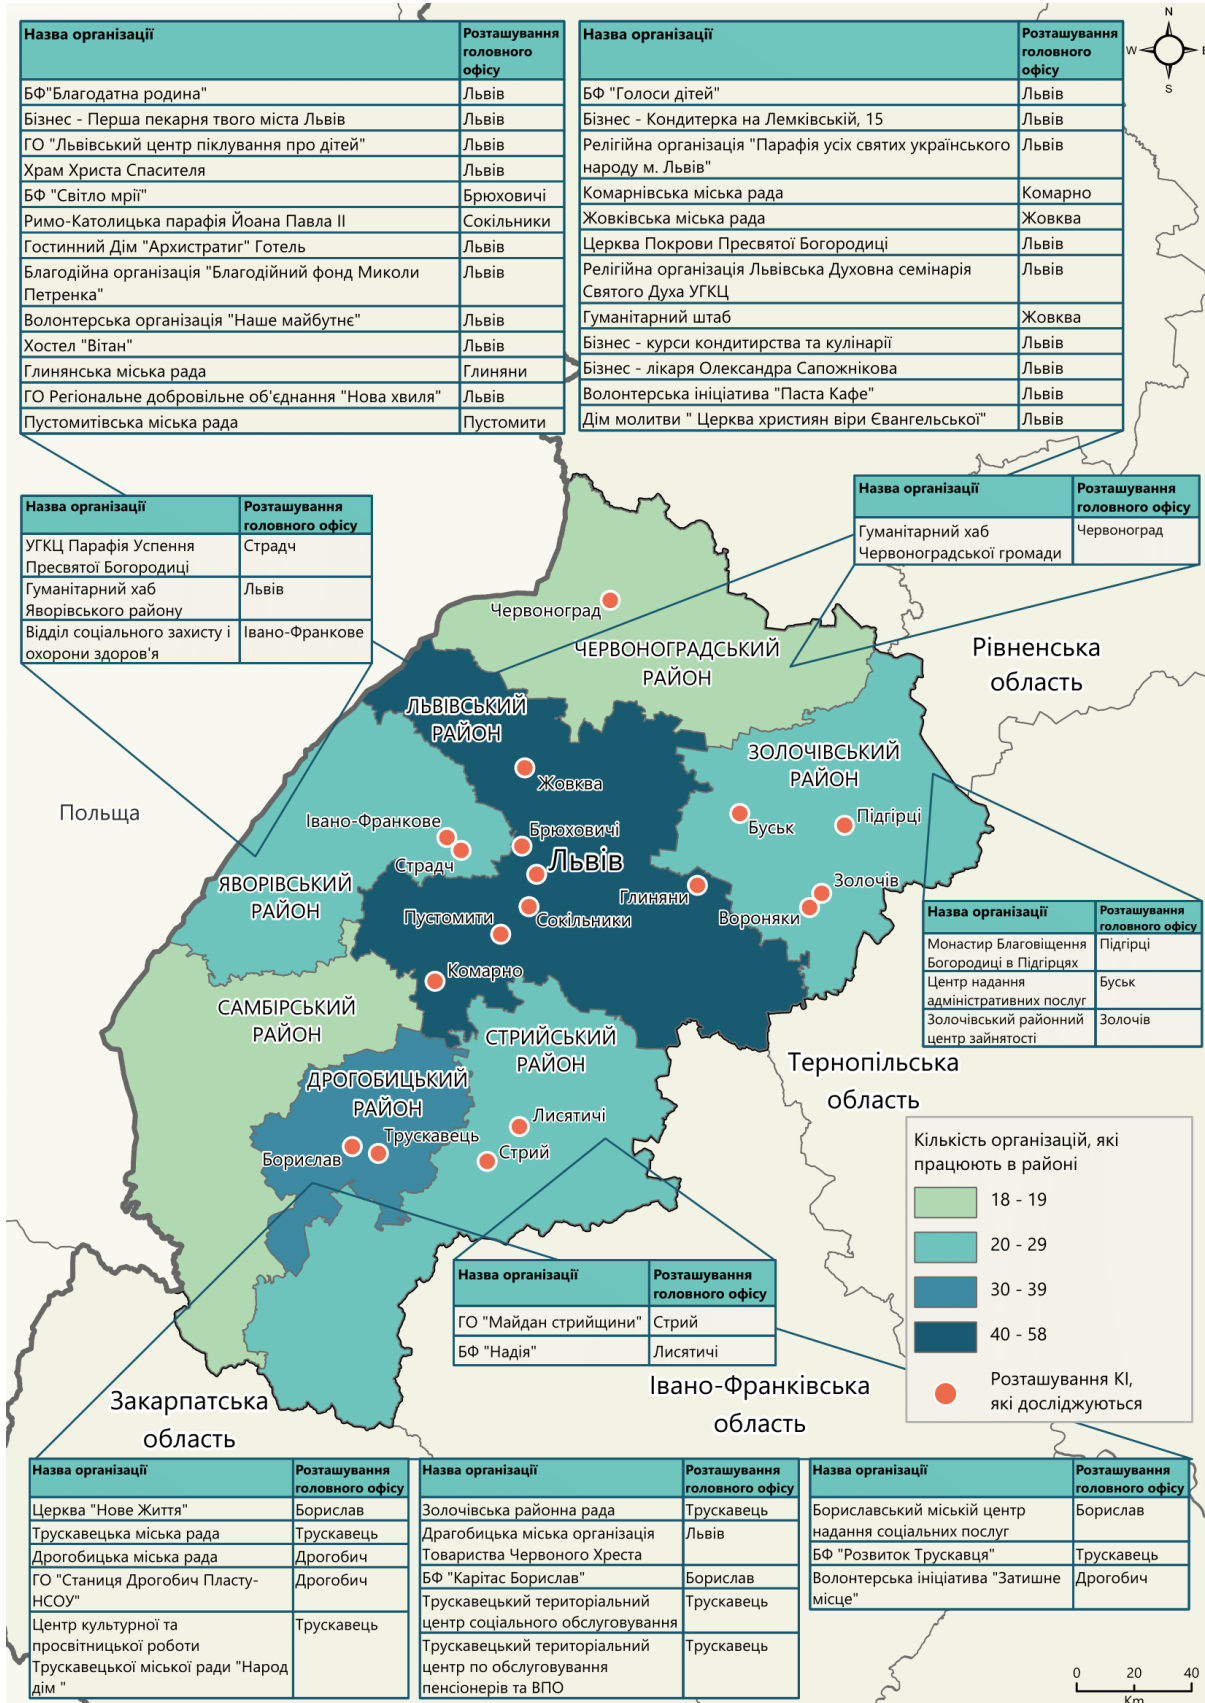 Назва організації
Розташування
головного
офісу
БФ"Благодатна родина"
Львів
Бізнес - Перша пекарня твого міста Львів
Львів
ГО "Львівський центр піклування про дітей"
Львів
Храм Христа Спасителя
Львів
БФ "Світло мрії"
Брюховичі
Римо-Католицька парафія Йоана Павла II
Сокільники
Гостинний Дім "Архистратиг" Готель
Львів
Благодійна організація "Благодійний фонд Миколи
Петренка"
Львів
Волонтерська організація "Наше майбутнє"
Львів
Хостел "Вітан"
Львів
Глинянська міська рада
Глиняни
ГО Регіональне добровільне об'єднання "Нова хвиля"
Львів
Пустомитівська міська рада
Пустомити
Назва організації
Розташування
головного
офісу
БФ "Голоси дітей"
Львів
Бізнес - Кондитерка на Лемківській, 15
Львів
Релігійна організація "Парафія усіх святих українського
народу м. Львів"
Львів
Комарнівська міська рада
Комарно
Жовківська міська рада
Жовква
Церква Покрови Пресвятої Богородиці
Львів
Релігійна організація Львівська Духовна семінарія
Святого Духа УГКЦ
Львів
Гуманітарний штаб
Жовква
Бізнес - курси кондитирства та кулінарії
Львів
Бізнес - лікаря Олександра Сапожнікова
Львів
Волонтерська ініціатива "Паста Кафе"
Львів
Дім молитви " Церква християн віри Євангельської"
Львів
N
W
E
S
Назва організації
Розташування
головного офісу
УГКЦ Парафія Успення
Пресвятої Богородиці
Страдч
Гуманітарний хаб
Яворівського району
Львів
Відділ соціального захисту і
охорони здоров'я
Івано-Франкове
Назва організації
Розташування
головного офісу
Гуманітарний хаб
Червоноградської громади
Червоноград
Червоноград
ЧЕРВОНОГРАДСЬКИЙ
РАЙОН
Рівненська
область
ЛЬВІВСЬКИЙ
РАЙОН
ЗОЛОЧІВСЬКИЙ
РАЙОН
Жовква
Польща
Івано-Франкове
Страдч
Брюховичі
Львів
Буськ
Підгірці
ЯВОРІВСЬКИЙ
РАЙОН
Глиняни
Золочів
Вороняки
Пустомити
Сокільники
Комарно
Назва організації
Розташування
головного офісу
Монастир Благовіщення
Богородиці в Підгірцях
Підгірці
Центр надання
адміністративних послуг
Буськ
Золочівський районний
центр зайнятості
Золочів
САМБІРСЬКИЙ
РАЙОН
СТРИЙСЬКИЙ
РАЙОН
ДРОГОБИЦЬКИЙ
РАЙОН
Тернопільська
область
Лисятичі
Трускавець
Борислав
Стрий
Кількість організацій, які
працюють в районі
18 - 19
20 - 29
30 - 39
40 - 58
Розташування КІ,
які досліджуються
Назва організації
Розташування
головного офісу
ГО "Майдан стрийщини"
Стрий
БФ "Надія"
Лисятичі
Закарпатська
область
Івано-Франківська
область
Назва організації
Розташування
головного офісу
Церква "Нове Життя"
Борислав
Трускавецька міська рада
Трускавець
Дрогобицька міська рада
Дрогобич
ГО "Станиця Дрогобич Пласту-
НСОУ"
Дрогобич
Центр культурної та
просвітницької роботи
Трускавецької міської ради "Народ
дім "
Трускавець
Назва організації
Розташування
головного офісу
Золочівська районна рада
Трускавець
Драгобицька міська організація
Товариства Червоного Хреста
Львів
БФ "Карітас Борислав"
Борислав
Трускавецький територіальний
центр соціального обслуговування
Трускавець
Трускавецький територіальний
центр по обслуговування
пенсіонерів та ВПО
Трускавець
Назва організації
Розташування
головного офісу
Бориславський міській центр
надання соціальних послуг
Борислав
БФ "Розвиток Трускавця"
Трускавець
Волонтерська ініціатива "Затишне
місце"
Дрогобич
0 20 40
Km